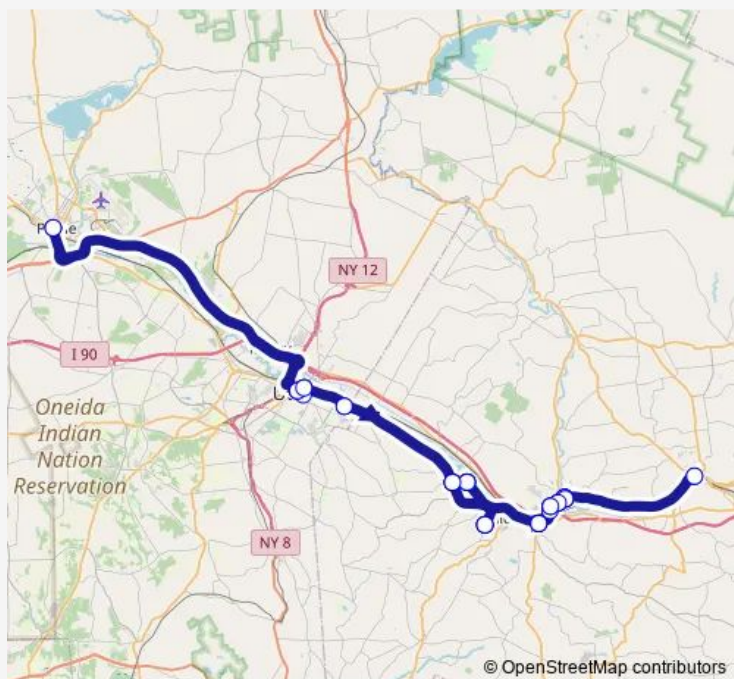 NY 12
I 90
Oneida
Indian
Nation
Reservation
NY 8
© OpenStreetMap contributors